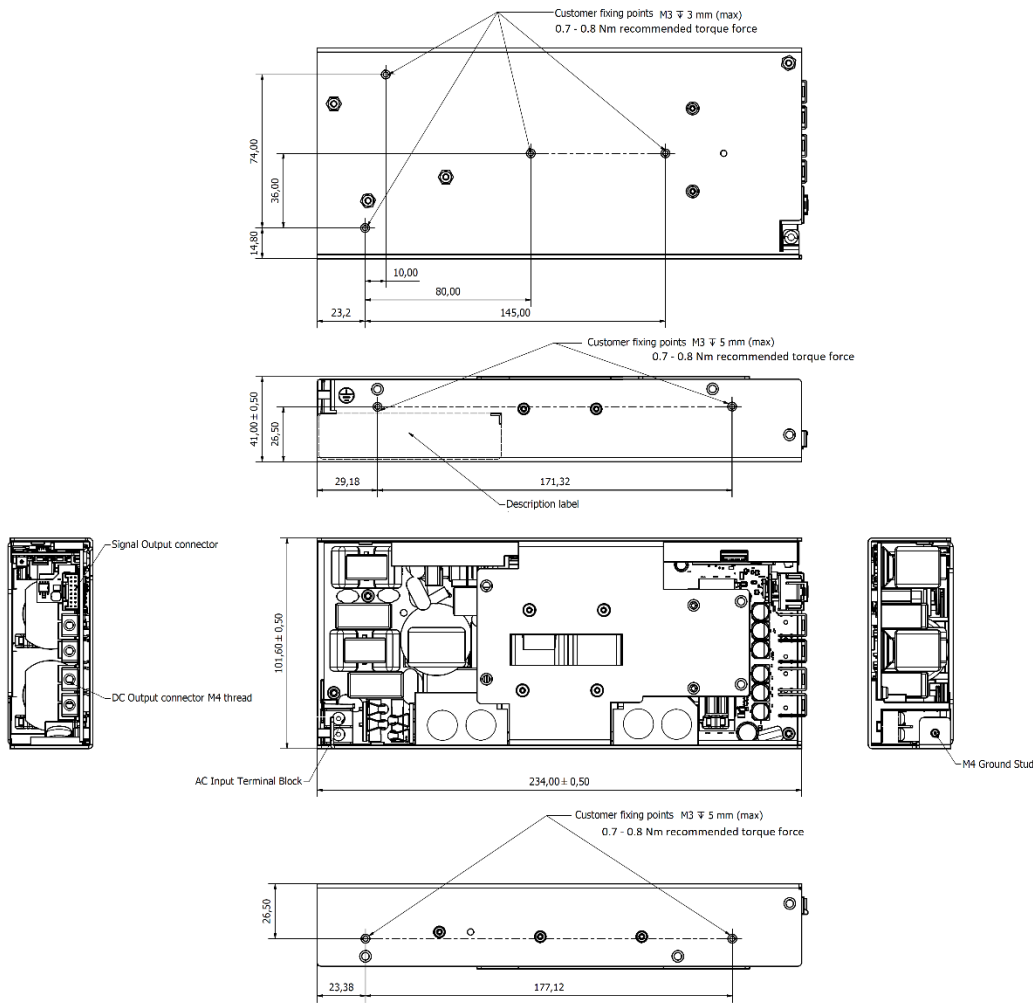 Customer fixing points M3 ↧ 3 mm (max)
0.7 - 0.8 Nm recommended torque force
74,00
36,00
14,80
10,00
80,00
23,2
145,00
Customer fixing points M3 ↧ 5 mm (max)
0.7 - 0.8 Nm recommended torque force
41,00 ± 0,50
26,50
29,18
171,32
Description label
Signal Output connector
101,60 ± 0,50
DC Output connector M4 thread
AC Input Terminal Block
234,00 ± 0,50
M4 Ground Stud
Customer fixing points M3 ↧ 5 mm (max)
0.7 - 0.8 Nm recommended torque force
26,50
23,38
177,12